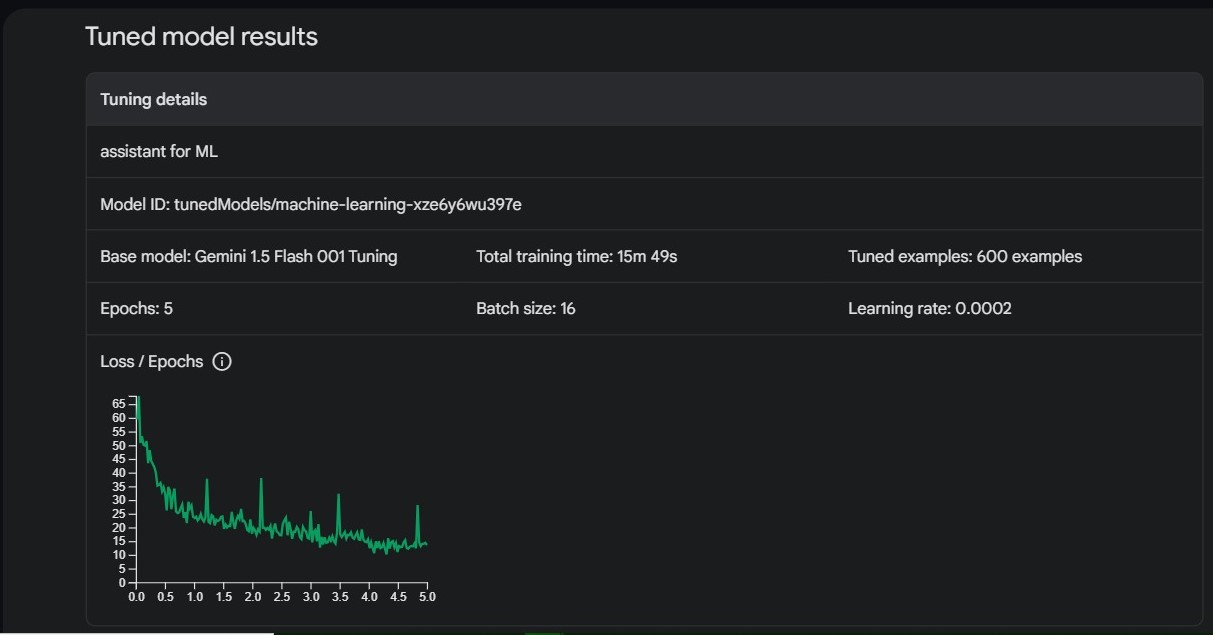 Tuned model results
Tuning details
assistant for ML
Model ID: tunedModels/machine-learning-xze6y6wu397e
Base model: Gemini 1.5 Flash 001 Tuning
Total training time: 15m 49s
Tuned examples: 600 examples
Epochs: 5
Batch size: 16
Learning rate: 0.0002
Loss / Epochs
65
60
55
50
45
40
35
30
25
20
15
10
5
0
0.0 0.5 1.0 1.5 2.0 2.5 3.0 3.5 4.0 4.5 5.0